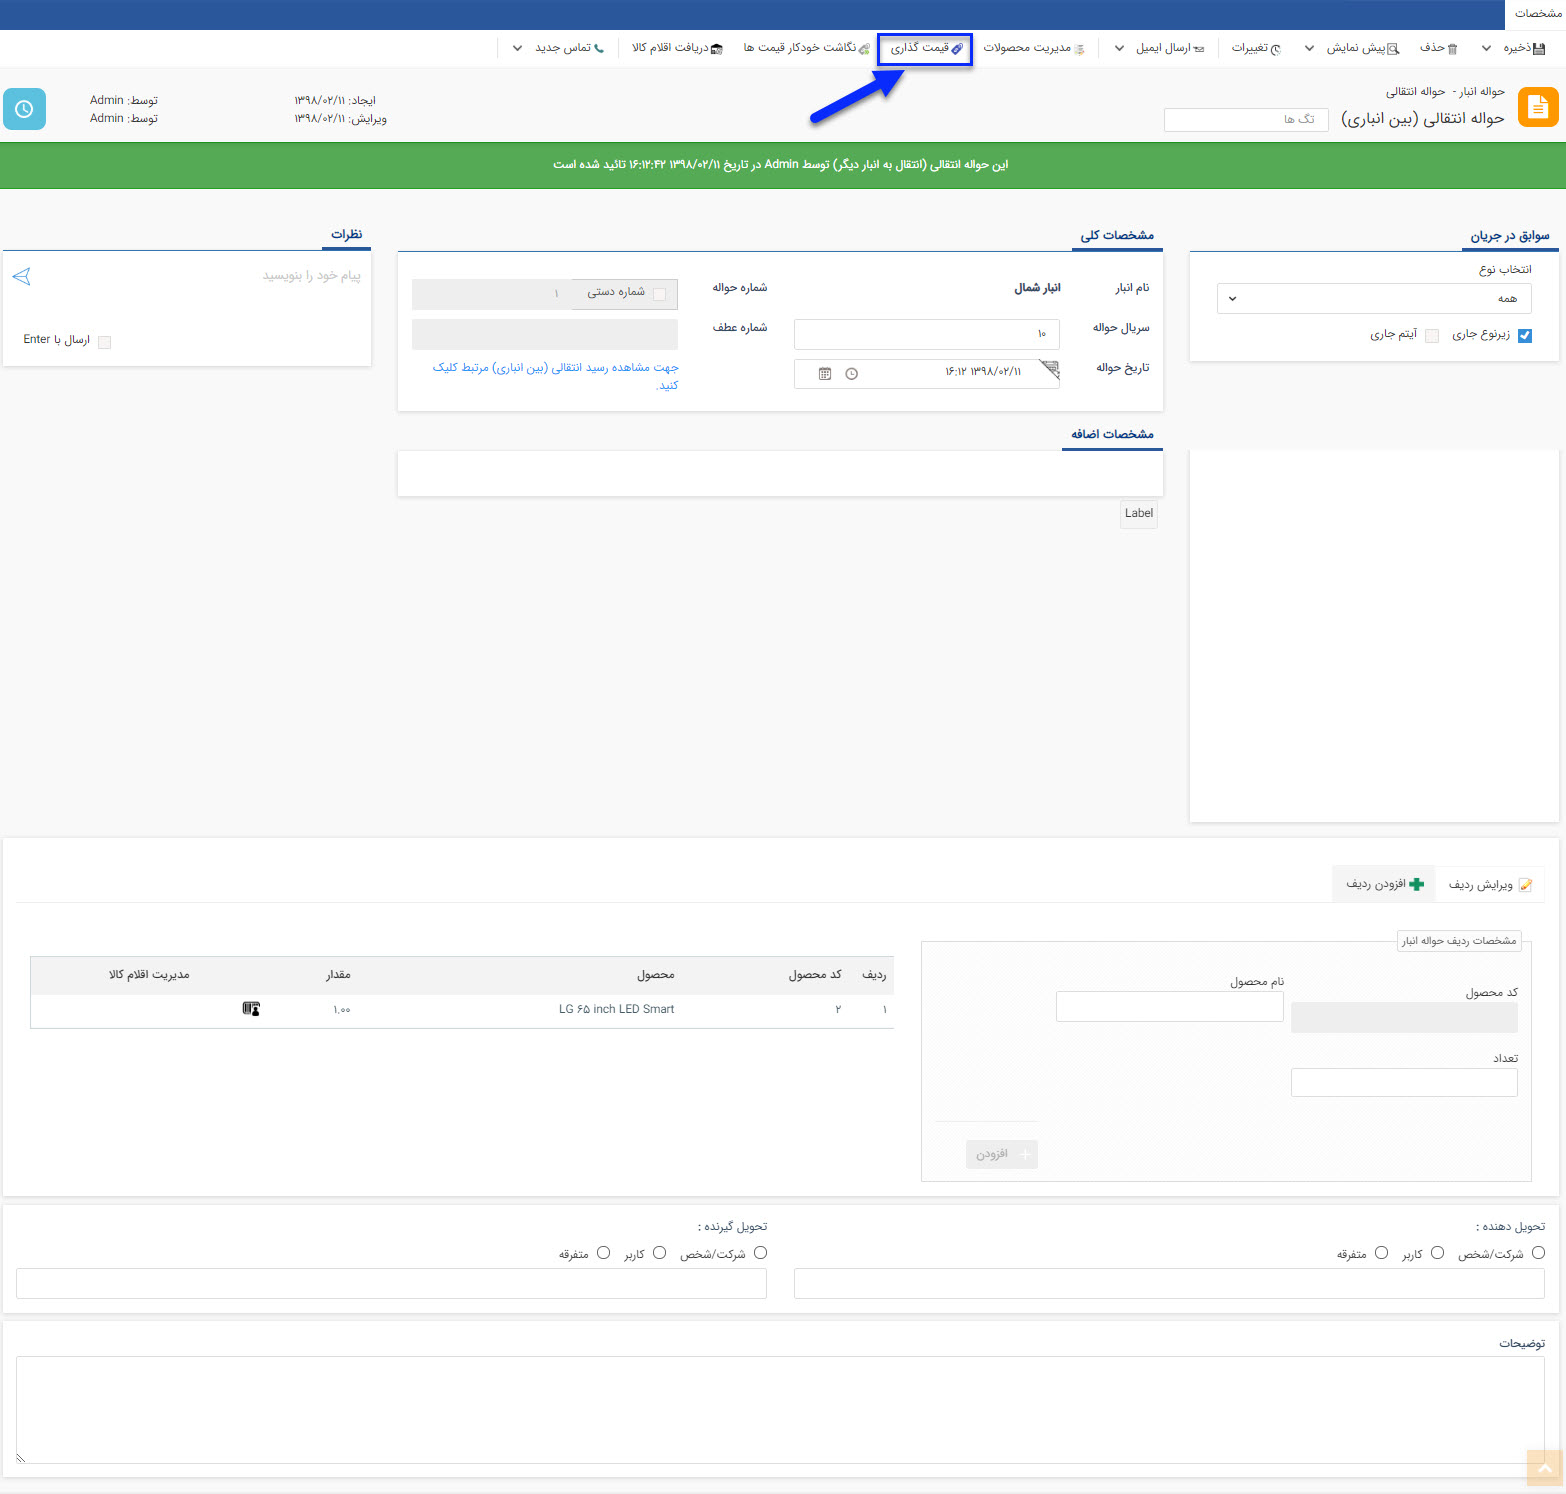 مشخصات
ذخیره
حذف
پیش نمایش
تغییرات
ارسال ایمیل
مدیریت محصولات
قیمت گذاری
نگاشت خودکار قیمت ها
دریافت اقلام کالا
تماس جدید
حواله انبار - حواله انتقالی
حواله انتقالی (بین انباری)
تگ ها
ایجاد: ۱۳۹۸/۰۲/۱۱
توسط: Admin
ویرایش: ۱۳۹۸/۰۲/۱۱
توسط: Admin
این حواله انتقالی (انتقال به انبار دیگر) توسط Admin در تاریخ ۱۳۹۸/۰۲/۱۱ ۱۶:۱۲:۴۲ تائید شده است
سوابق در جریان
انتخاب نوع
همه
زیرنوع جاری
آیتم جاری
مشخصات کلی
نام انبار
انبار شمال
شماره حواله
شماره دستی
۱
سریال حواله
۱۰
شماره عطف
تاریخ حواله
۱۳۹۸/۰۲/۱۱ ۱۶:۱۲
جهت مشاهده رسید انتقالی (بین انباری) مرتبط کلیک
کنید.
نظرات
پیام خود را بنویسید
ارسال با Enter
مشخصات اضافه
Label
ویرایش ردیف
افزودن ردیف
مشخصات ردیف حواله انبار
کد محصول
نام محصول
تعداد
افزودن
ردیف
کد محصول
محصول
مقدار
مدیریت اقلام کالا
۱
۲
LG ۶۵ inch LED Smart
۱.۰۰
تحویل دهنده :
شرکت/شخص
کاربر
متفرقه
تحویل گیرنده :
شرکت/شخص
کاربر
متفرقه
توضیحات